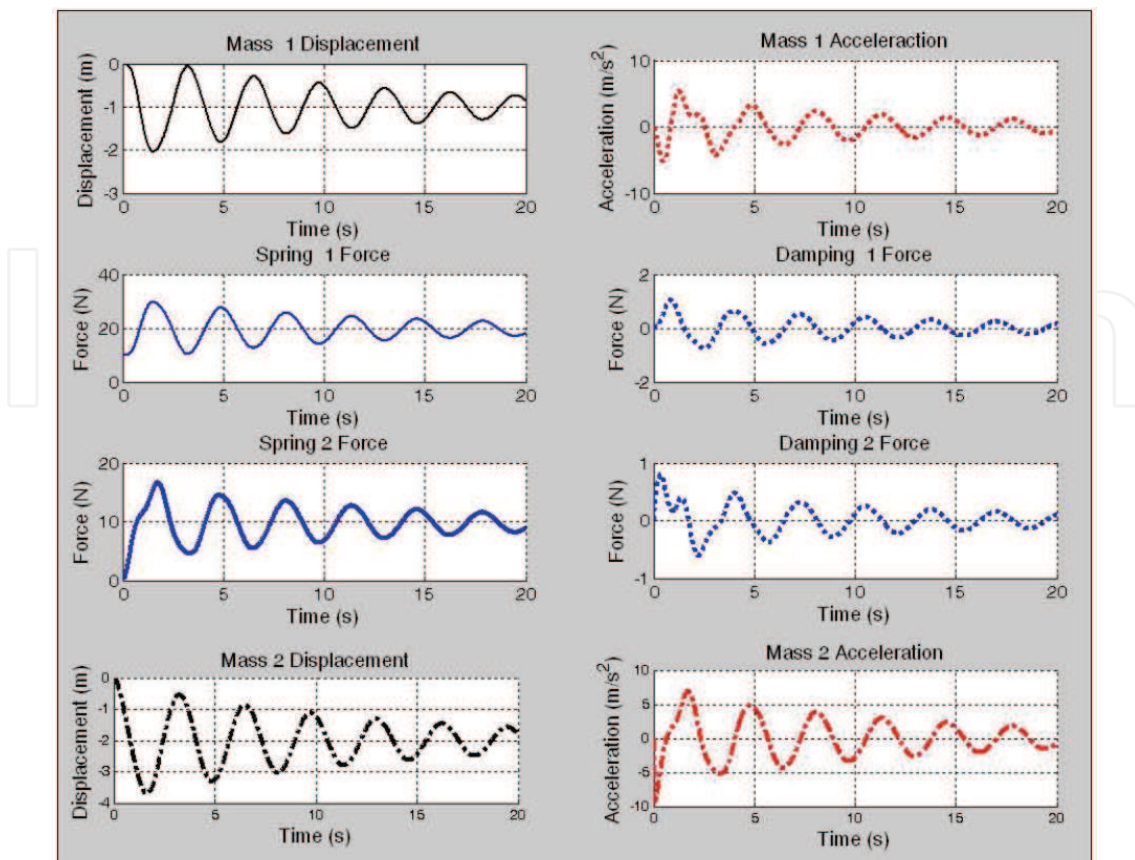 Mass 1 Displacement
Displacement (m)
0
-1
-2
-3
0 5 10 15 20
Time (s)
Mass 1 Acceleraction
Acceleration (m/s²)
10
0
-10
0 5 10 15 20
Time (s)
Spring 1 Force
Force (N)
40
20
0
0 5 10 15 20
Time (s)
Damping 1 Force
Force (N)
2
0
-2
0 5 10 15 20
Time (s)
Spring 2 Force
Force (N)
20
10
0
0 5 10 15 20
Time (s)
Damping 2 Force
Force (N)
1
0
-1
0 5 10 15 20
Time (s)
Mass 2 Displacement
Displacement (m)
0
-1
-2
-3
-4
0 5 10 15 20
Time (s)
Mass 2 Acceleration
Acceleration (m/s²)
10
5
0
-5
-10
0 5 10 15 20
Time (s)